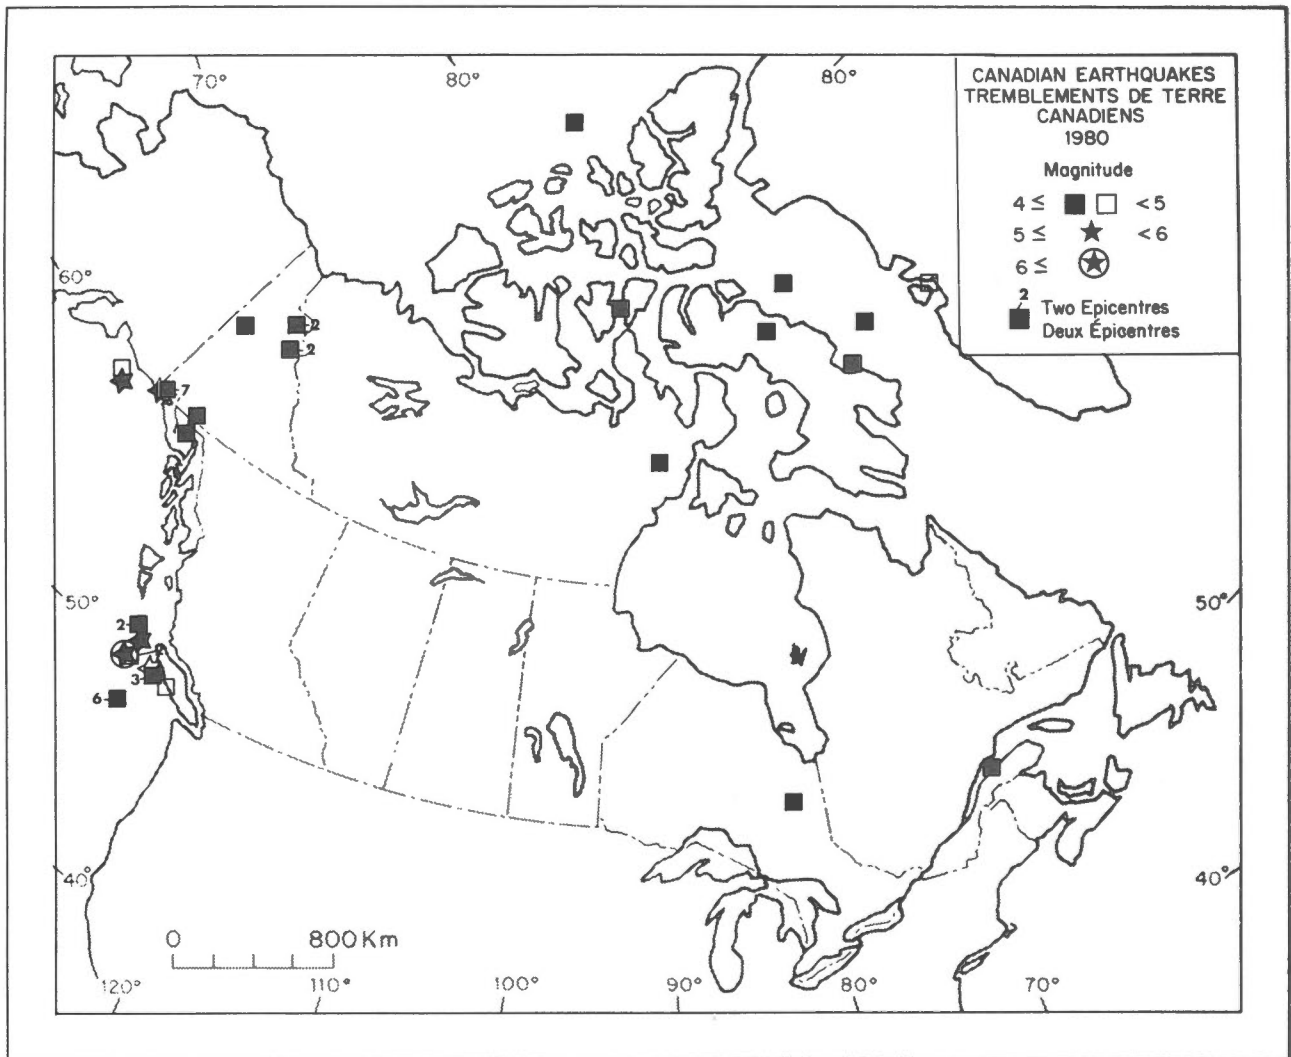 70° 80° 80°
CANADIAN EARTHQUAKES
TREMBLEMENTS DE TERRE
CANADIENS
1980
Magnitude
4 ≤ < 5
5 ≤ < 6
6 ≤
2
Two Epicentres
Deux Épicentres
60°
2
2
7
50° 50°
2
2
3
6
40° 40°
0 800 Km
120° 110° 100° 90° 80° 70°